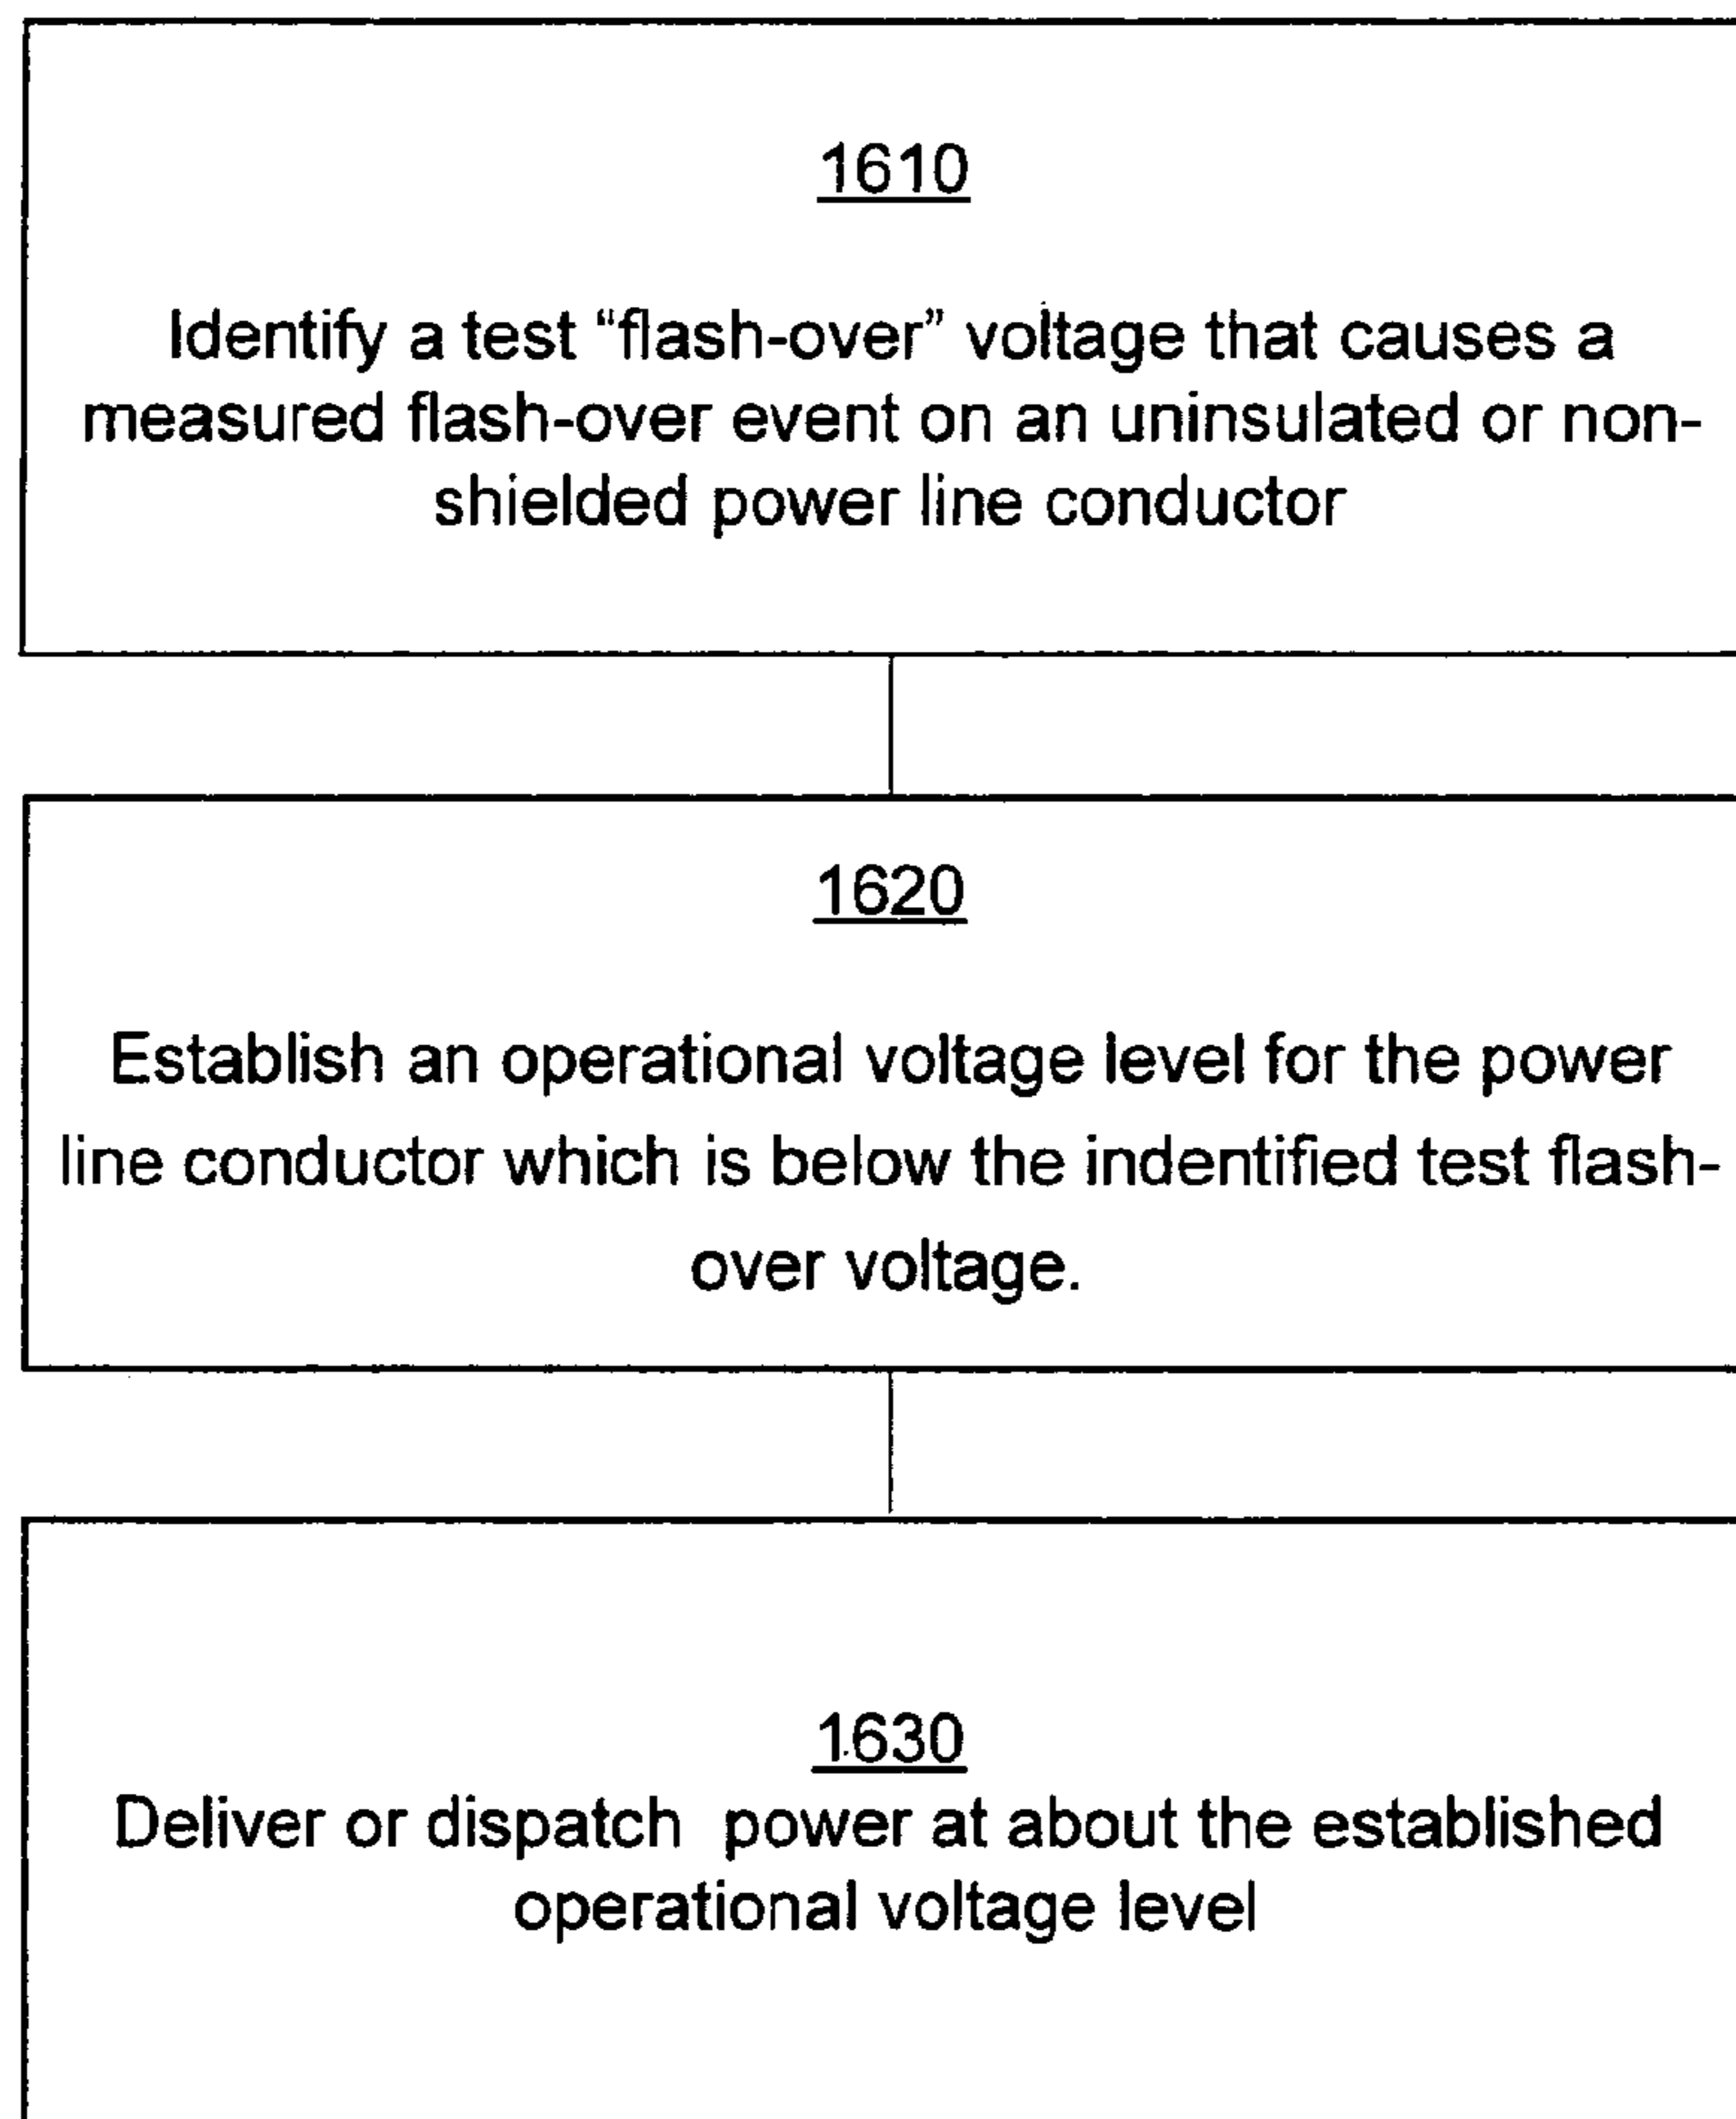 1610
Identify a test “flash-over” voltage that causes a
measured flash-over event on an uninsulated or non-
shielded power line conductor
1620
Establish an operational voltage level for the power
line conductor which is below the indentified test flash-
over voltage.
1630
Deliver or dispatch power at about the established
operational voltage level